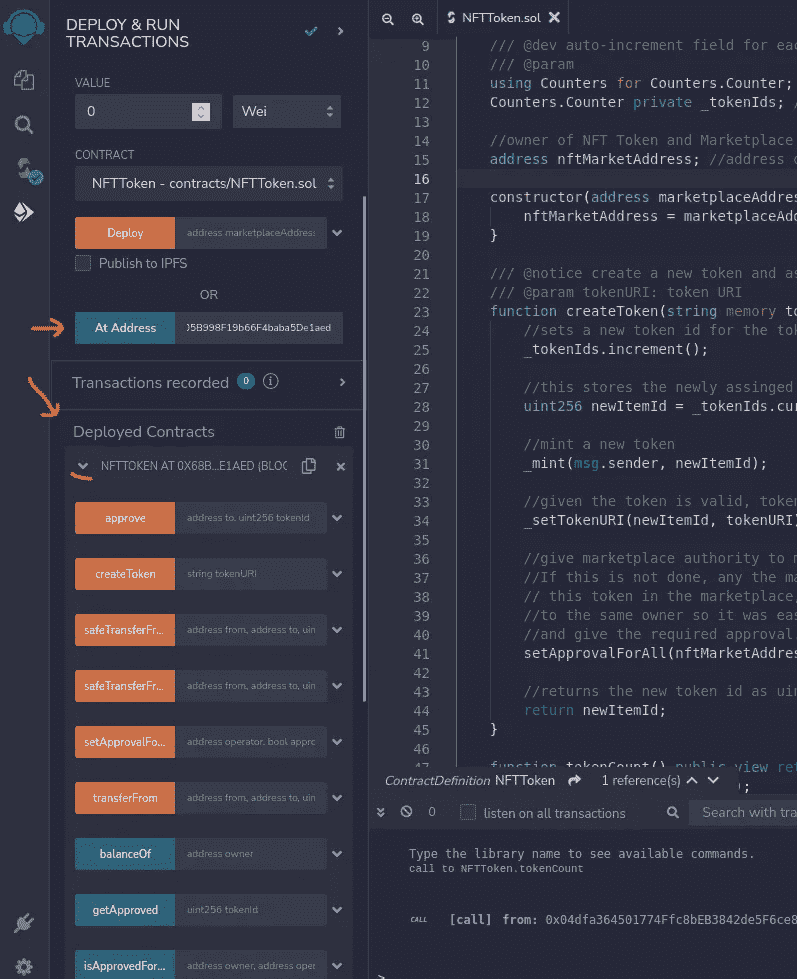 DEPLOY & RUN
TRANSACTIONS
VALUE
0
Wei
CONTRACT
NFTToken - contracts/NFTToken.sol
Deploy
address marketplaceAddress
Publish to IPFS
OR
At Address
05B998F19b66F4baba5De1aed
Transactions recorded 0 i
Deployed Contracts
NFTTOKEN AT 0X68B...E1AED (BLOC
approve
address to, uint256 tokenId
createToken
string tokenURI
safeTransferFr...
address from, address to, uin
safeTransferFr...
address from, address to, uin
setApprovalFo...
address operator, bool appro
transferFrom
address from, address to, uin
balanceOf
address owner
getApproved
uint256 tokenId
isApprovedFor...
address owner, address oper
NFTToken.sol
9 /// @dev auto-increment field for eac
10 /// @param
11 using Counters for Counters.Counter;
12 Counters.Counter private _tokenIds; /
13
14 //owner of NFT Token and Marketplace
15 address nftMarketAddress; //address o
16
17 constructor(address marketplaceAddres
18 nftMarketAddress = marketplaceAdd
19 }
20
21 /// @notice create a new token and as
22 /// @param tokenURI: token URI
23 function createToken(string memory to
24 //sets a new token id for the tok
25 _tokenIds.increment();
26
27 //this stores the newly assinged
28 uint256 newItemId = _tokenIds.cur
29
30 //mint a new token
31 _mint(msg.sender, newItemId);
32
33 //given the token is valid, token
34 _setTokenURI(newItemId, tokenURI)
35
36 //give marketplace authority to m
37 //If this is not done, any the ma
38 // this token in the marketplace,
39 //to the same owner so it was eas
40 //and give the required approval.
41 setApprovalForAll(nftMarketAddres
42
43 //returns the new token id as uin
44 return newItemId;
45 }
46
47 function tokenCount() public view ret
ContractDefinition NFTToken 1 reference(s)
);
0 listen on all transactions Search with tra
Type the library name to see available commands.
call to NFTToken.tokenCount
CALL [call] from: 0x04dfa364501774Ffc8bEB3842de5F6ce8
>